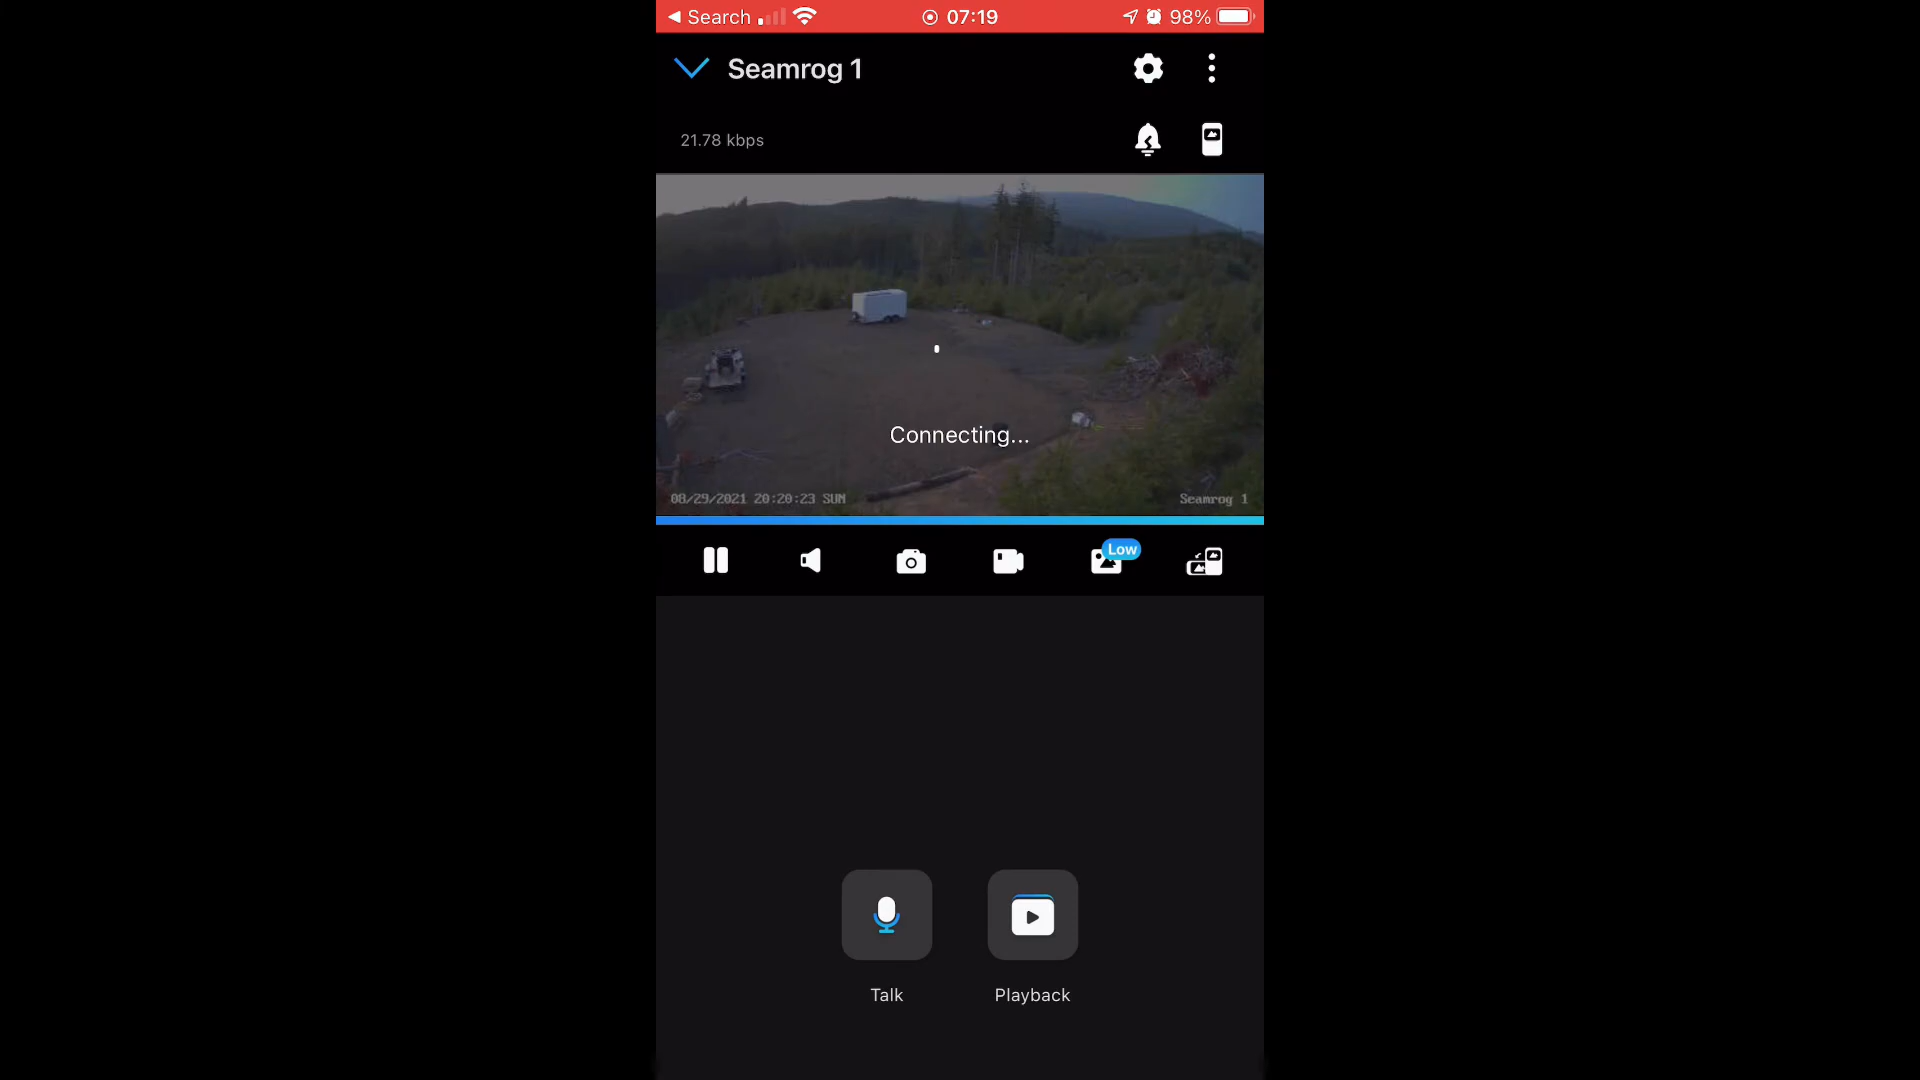 Search
07:19
98%
Seamrog 1
21.78 kbps
Connecting...
08/29/2021 20:20:23 SUN
Seamrog 1
Low
Talk
Playback